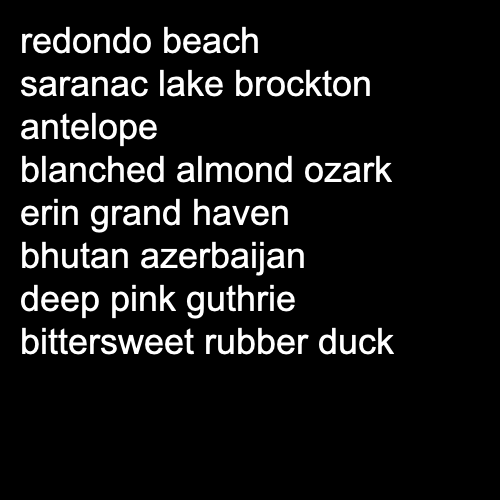 redondo beach
saranac lake brockton
antelope
blanched almond ozark
erin grand haven
bhutan azerbaijan
deep pink guthrie
bittersweet rubber duck